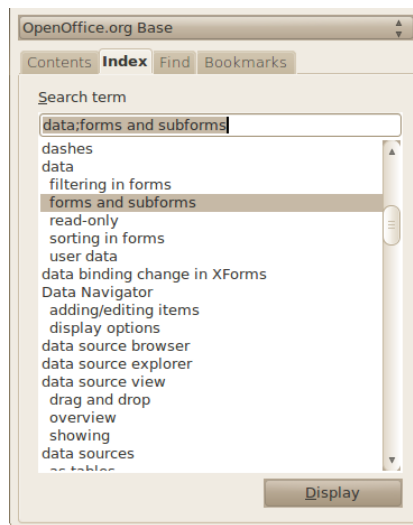 OpenOffice.org Base
Contents Index Find Bookmarks
Search term
data;forms and subforms
dashes
data
filtering in forms
forms and subforms
read-only
sorting in forms
user data
data binding change in XForms
Data Navigator
adding/editing items
display options
data source browser
data source explorer
data source view
drag and drop
overview
showing
data sources
as tables
Display